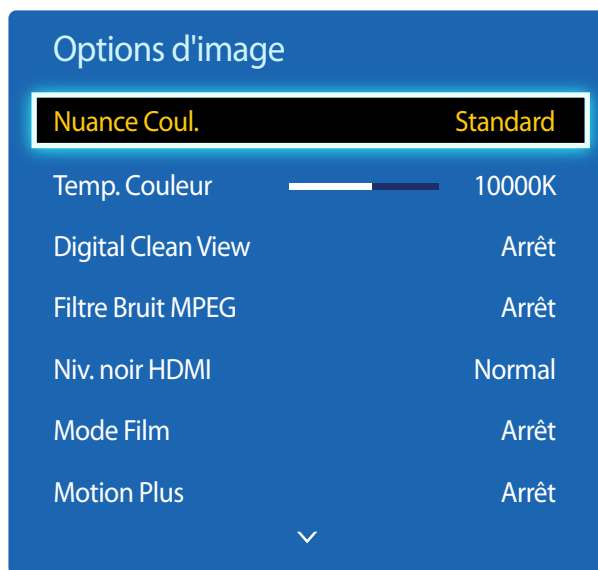 Options d'image
Nuance Coul. Standard
Temp. Couleur 10000K
Digital Clean View Arrêt
Filtre Bruit MPEG Arrêt
Niv. noir HDMI Normal
Mode Film Arrêt
Motion Plus Arrêt